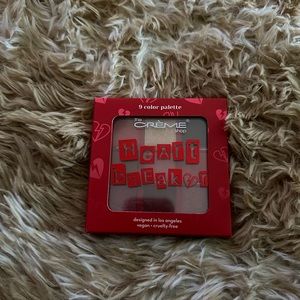 9 color palette
THE
CRÈME
shop
Heart
breaker
designed in los angeles
vegan • cruelty-free